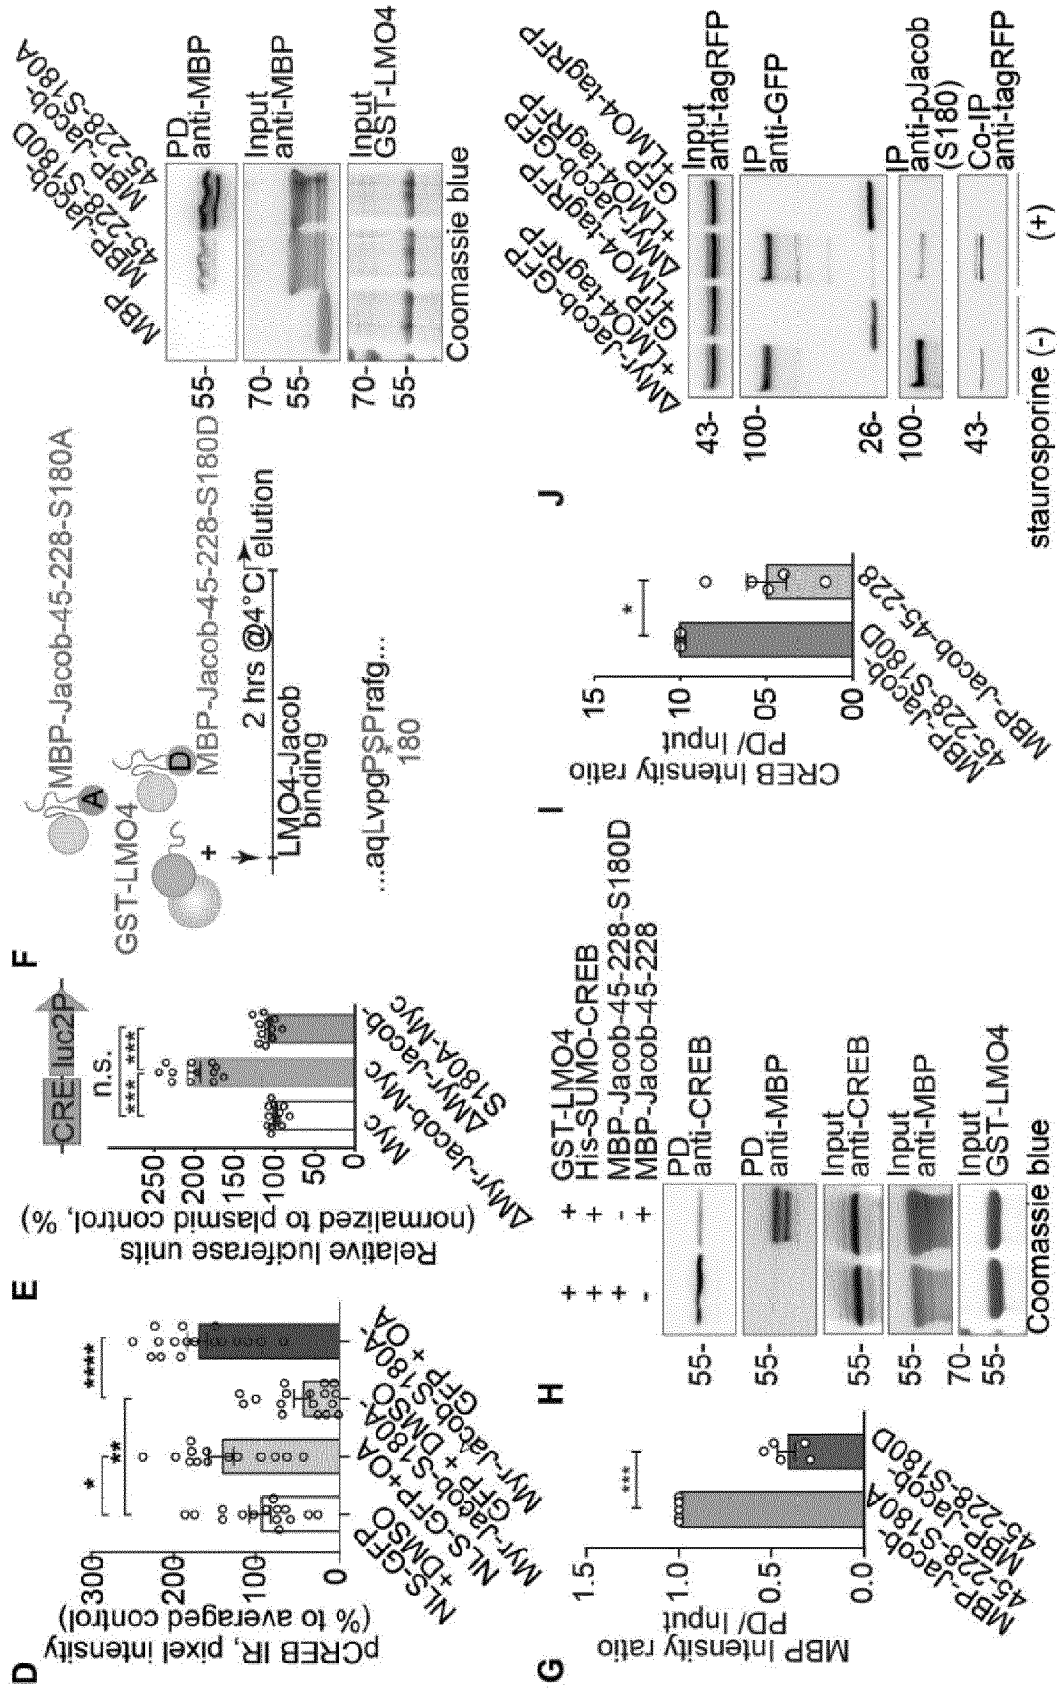 D
pCREB IR, pixel intensity
(% to averaged control)
300
200
100
0
*
**
****
NLS-GFP
+DMSO
NLS-GFP+OA
Myr-Jacob-S180A-
GFP + DMSO
Myr-Jacob-S180A-
GFP + OA
E
CRE
luc2P
Relative luciferase units
(normalized to plasmid control, %)
250
200
150
100
50
0
n.s.
***
***
Myc
ΔMyr-Jacob-Myc
ΔMyr-Jacob-
S180A-Myc
F
GST-LMO4
+
A
MBP-Jacob-45-228-S180A
D
MBP-Jacob-45-228-S180D
2 hrs @4°C
elution
LMO4-Jacob
binding
...aqLvpgPSPrafg...
*
180
MBP
MBP-Jacob-
45-228-S180D
MBP-Jacob-
45-228-S180A
55-
PD
anti-MBP
70-
55-
Input
anti-MBP
70-
55-
Input
GST-LMO4
Coomassie blue
G
MBP Intensity ratio
PD/ Input
1.5
1.0
0.5
0.0
***
MBP-Jacob-
45-228-S180A
MBP-Jacob-
45-228-S180D
H
+ + GST-LMO4
+ + His-SUMO-CREB
+ - MBP-Jacob-45-228-S180D
- + MBP-Jacob-45-228
55-
PD
anti-CREB
55-
PD
anti-MBP
55-
Input
anti-CREB
55-
Input
anti-MBP
70-
55-
Input
GST-LMO4
Coomassie blue
I
CREB Intensity ratio
PD/ Input
15
10
00
*
MBP-Jacob-
45-228-S180D
MBP-Jacob-45-228
J
ΔMyr-Jacob-GFP
+LMO4-tagRFP
GFP
+LMO4-tagRFP
ΔMyr-Jacob-GFP
+LMO4-tagRFP
GFP
+LMO4-tagRFP
43-
Input
anti-tagRFP
100-
26-
IP
anti-GFP
100-
IP
anti-pJacob
(S180)
43-
Co-IP
anti-tagRFP
staurosporine (-)
(+)